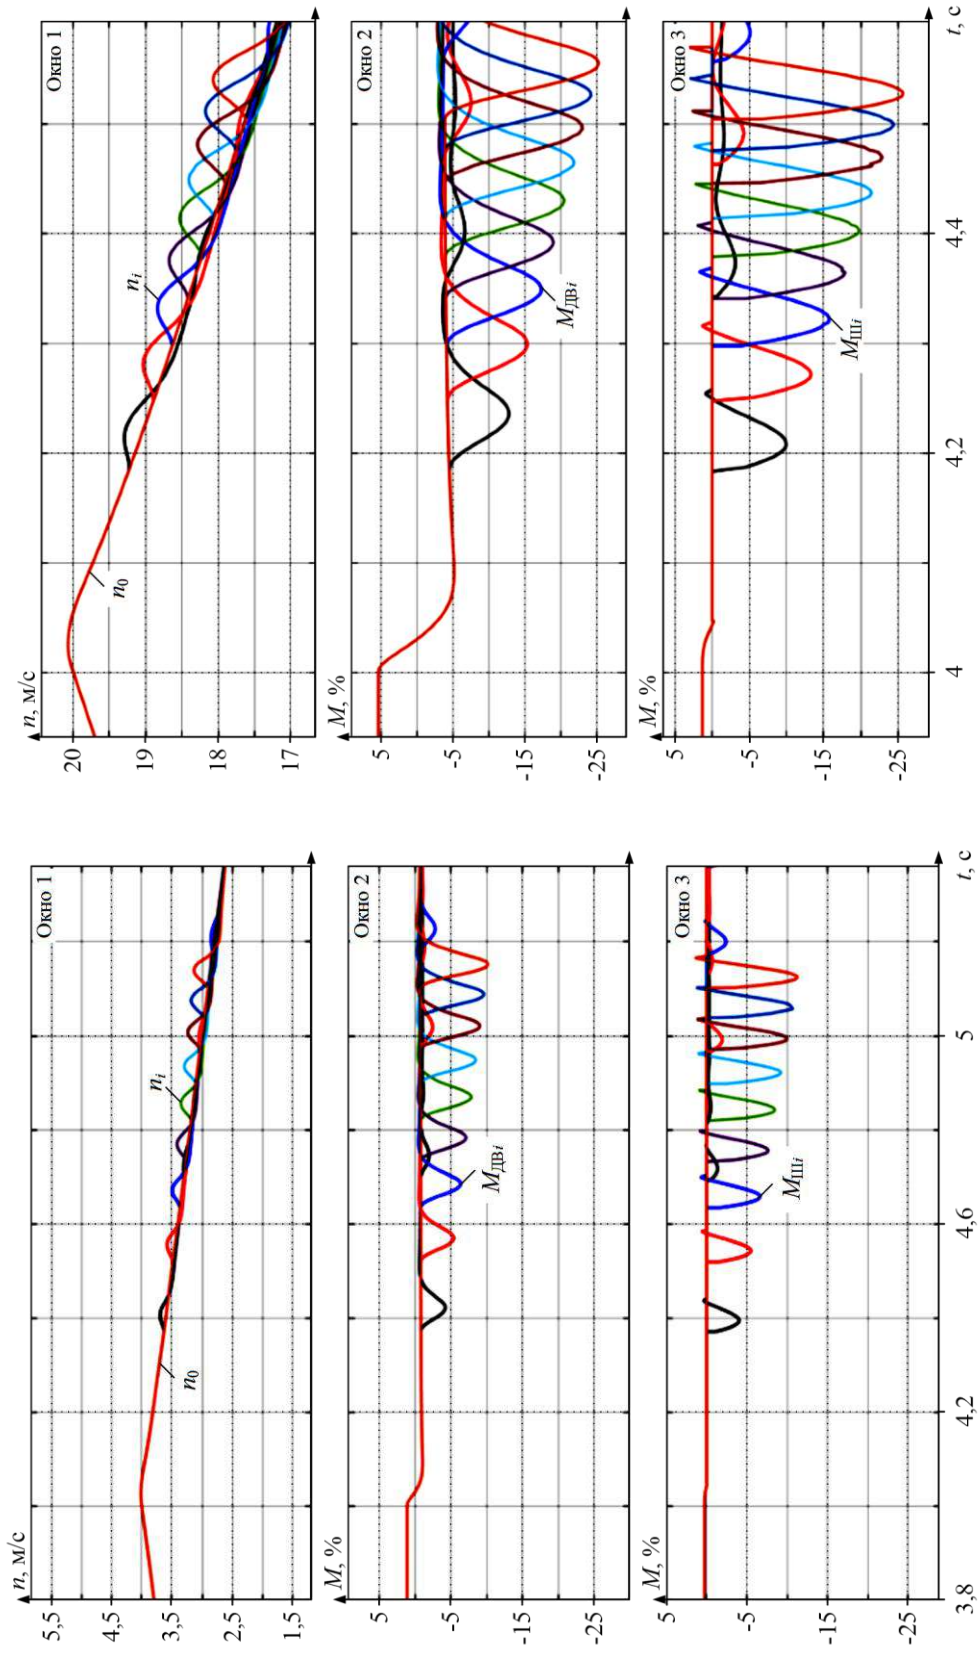 n, м/с
Окно 1
5,5
4,5
3,5
2,5
1,5
n₀
nᵢ
M, %
Окно 2
5
-5
-15
-25
MДВi
M, %
Окно 3
5
-5
-15
-25
MШi
3,8
4,2
4,6
5
t, с
n, м/с
Окно 1
20
19
18
17
n₀
nᵢ
M, %
Окно 2
5
-5
-15
-25
MДВi
M, %
Окно 3
5
-5
-15
-25
MШi
4
4,2
4,4
t, с